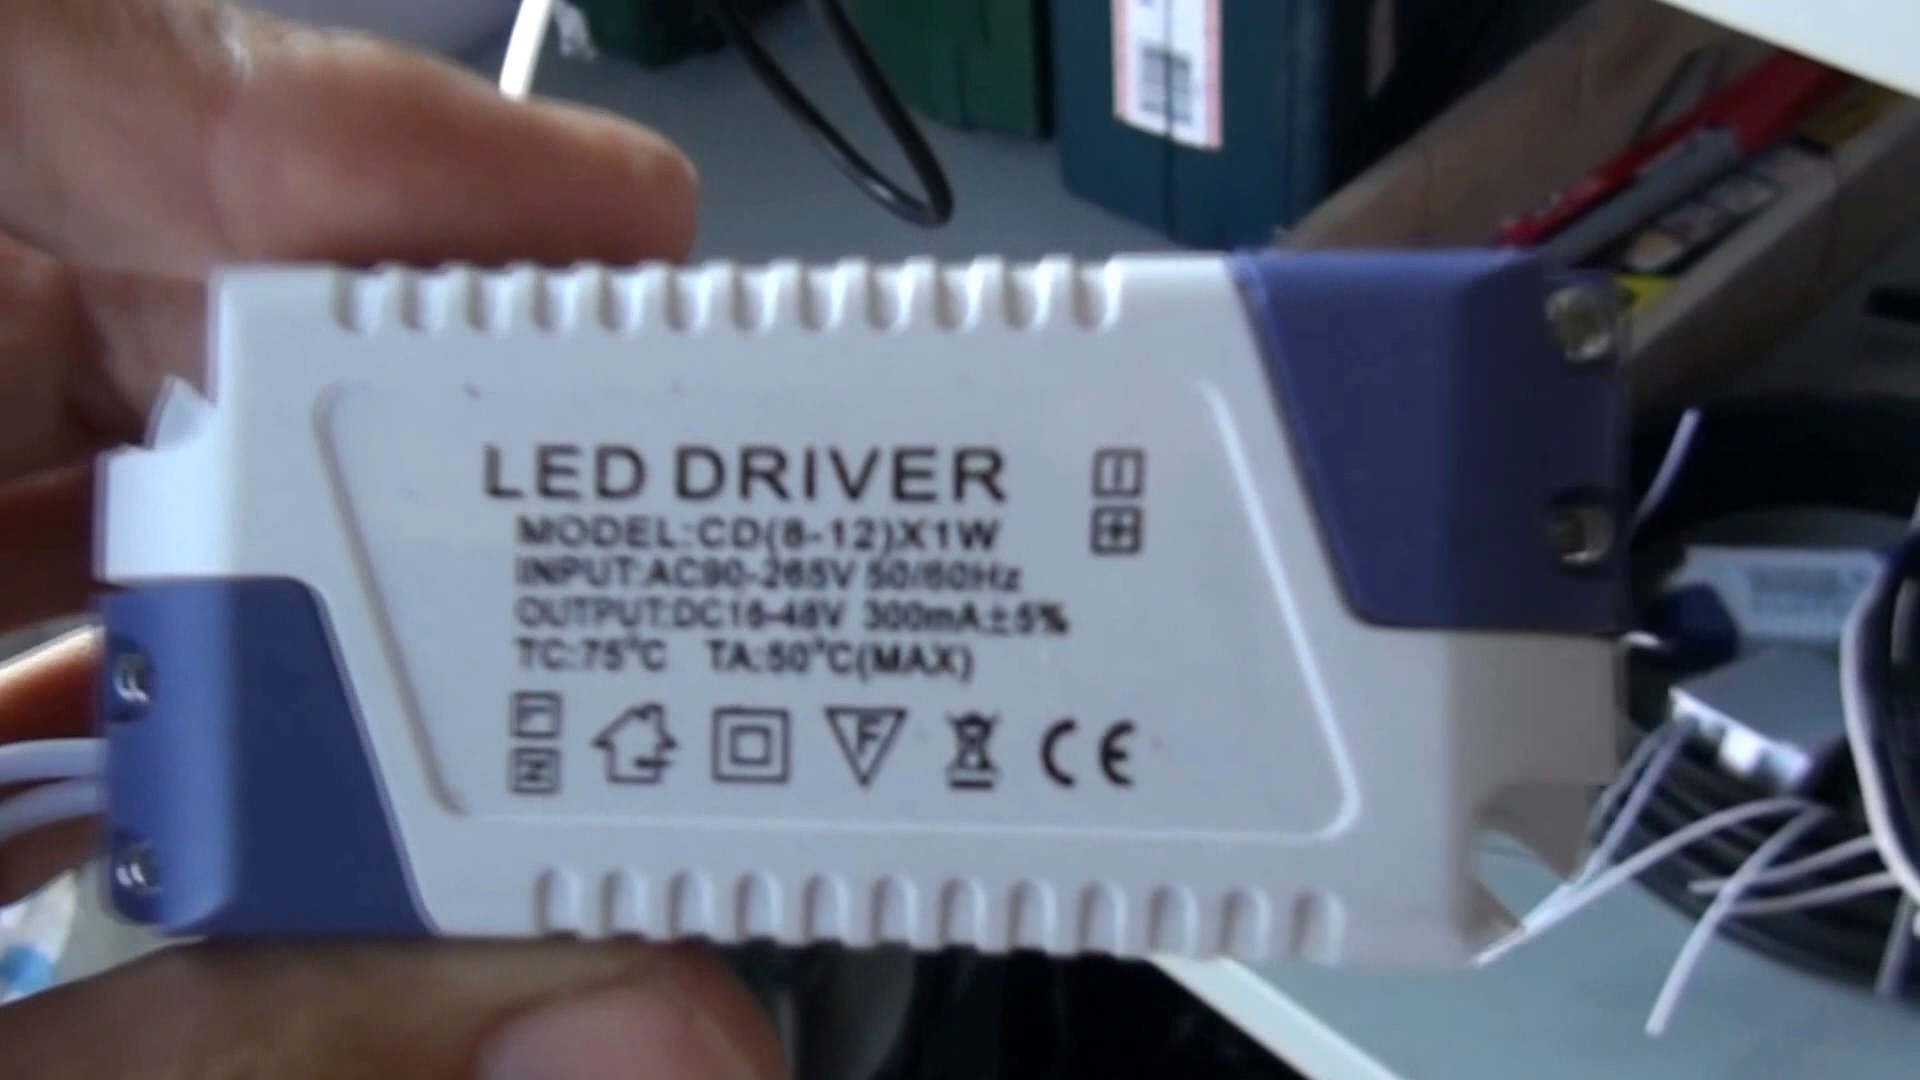 LED DRIVER
MODEL:CD(8-12)X1W
INPUT:AC90-265V 50/60Hz
OUTPUT:DC16-48V 300mA±5%
TC:75°C TA:50°C(MAX)
L
N
F
CE